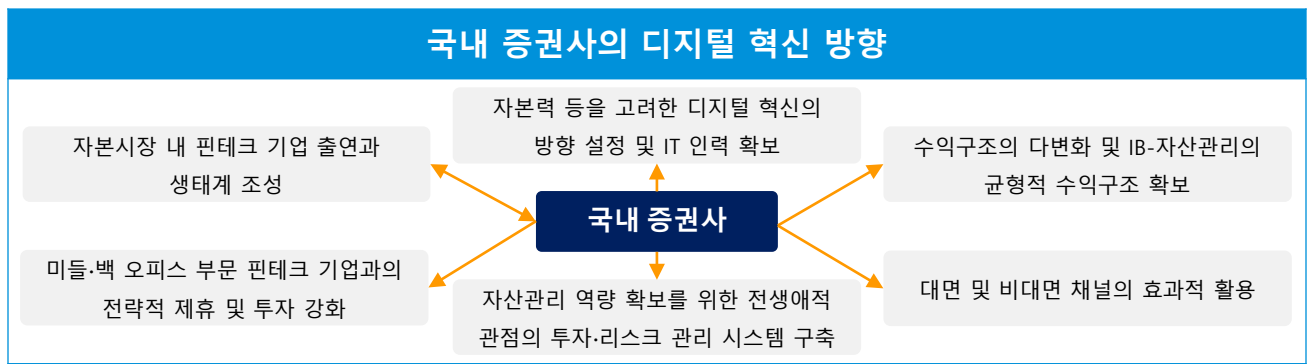 국내 증권사의 디지털 혁신 방향
자본시장 내 핀테크 기업 출연과
생태계 조성
자본력 등을 고려한 디지털 혁신의
방향 설정 및 IT 인력 확보
수익구조의 다변화 및 IB-자산관리의
균형적 수익구조 확보
국내 증권사
미들·백 오피스 부문 핀테크 기업과의
전략적 제휴 및 투자 강화
자산관리 역량 확보를 위한 전생애적
관점의 투자·리스크 관리 시스템 구축
대면 및 비대면 채널의 효과적 활용